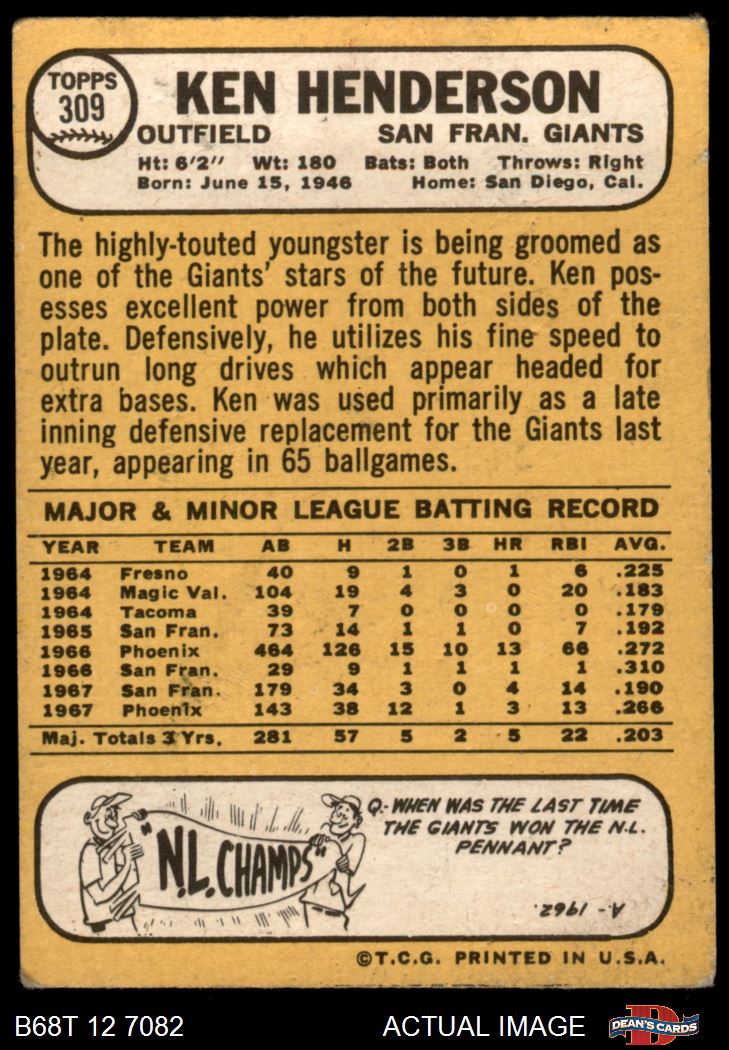 TOPPS
309
KEN HENDERSON
OUTFIELD SAN FRAN. GIANTS
Ht: 6'2" Wt: 180 Bats: Both Throws: Right
Born: June 15, 1946 Home: San Diego, Cal.
The highly-touted youngster is being groomed as
one of the Giants' stars of the future. Ken pos-
esses excellent power from both sides of the
plate. Defensively, he utilizes his fine speed to
outrun long drives which appear headed for
extra bases. Ken was used primarily as a late
inning defensive replacement for the Giants last
year, appearing in 65 ballgames.
MAJOR & MINOR LEAGUE BATTING RECORD
YEAR TEAM AB H 2B 3B HR RBI AVG.
1964 Fresno 40 9 1 0 1 6 .225
1964 Magic Val. 104 19 4 3 0 20 .183
1964 Tacoma 39 7 0 0 0 0 .179
1965 San Fran. 73 14 1 1 0 7 .192
1966 Phoenix 464 126 15 10 13 66 .272
1966 San Fran. 29 9 1 1 1 1 .310
1967 San Fran. 179 34 3 0 4 14 .190
1967 Phoenix 143 38 12 1 3 13 .266
Maj. Totals 3 Yrs. 281 57 5 2 5 22 .203
"N.L. CHAMPS"
Q.- WHEN WAS THE LAST TIME
THE GIANTS WON THE N.L.
PENNANT?
A.- 1962.
©T.C.G. PRINTED IN U.S.A.
B68T 12 7082 ACTUAL IMAGE
D
DEAN'S CARDS